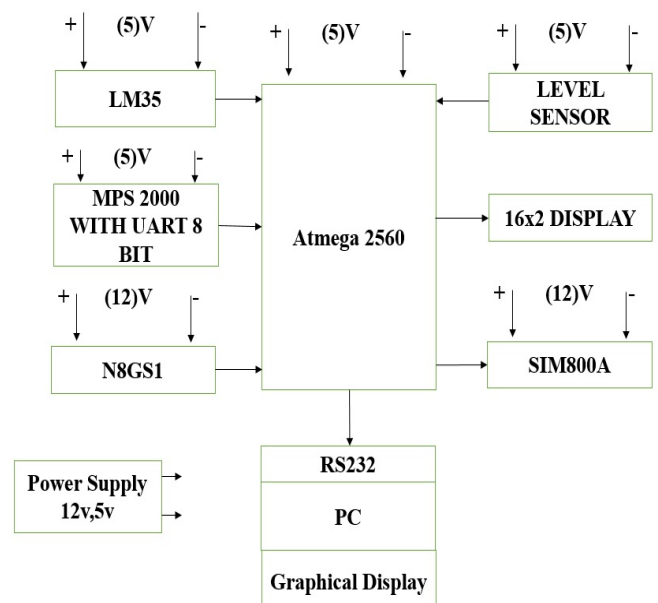 + (5)V -
+ (5)V -
+ (5)V -
LM35
LEVEL
SENSOR
+ (5)V -
MPS 2000
WITH UART 8
BIT
Atmega 2560
16x2 DISPLAY
+ (12)V -
+ (12)V -
N8GS1
SIM800A
RS232
Power Supply
12v,5v
PC
Graphical Display